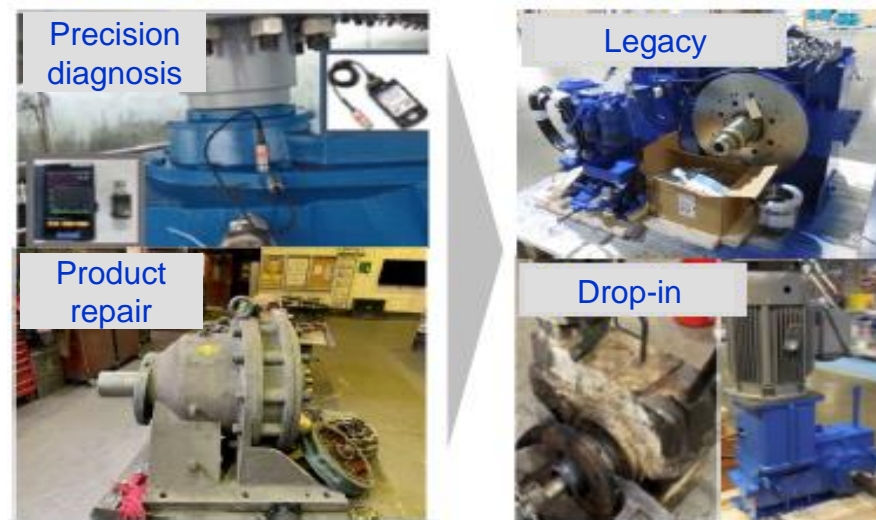 Precision
diagnosis
Legacy
Product
repair
Drop-in